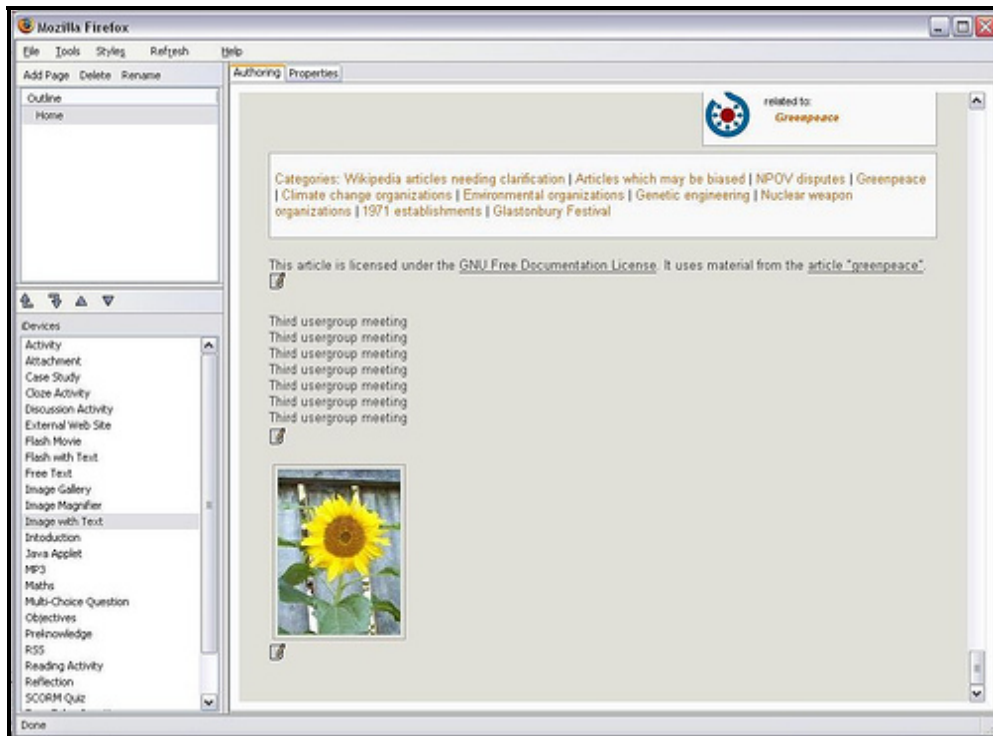 Mozilla Firefox
File Tools Styles Refresh Help
Add Page Delete Rename
Outline
Home
iDevices
Activity
Attachment
Case Study
Cloze Activity
Discussion Activity
External Web Site
Flash Movie
Flash with Text
Free Text
Image Gallery
Image Magnifier
Image with Text
Intoduction
Java Applet
MP3
Maths
Multi-Choice Question
Objectives
Preknowledge
RSS
Reading Activity
Reflection
SCORM Quiz
Authoring Properties
related to:
Greenpeace
Categories: Wikipedia articles needing clarification | Articles which may be biased | NPOV disputes | Greenpeace
| Climate change organizations | Environmental organizations | Genetic engineering | Nuclear weapon
organizations | 1971 establishments | Glastonbury Festival
This article is licensed under the GNU Free Documentation License. It uses material from the article "greenpeace".
Third usergroup meeting
Third usergroup meeting
Third usergroup meeting
Third usergroup meeting
Third usergroup meeting
Third usergroup meeting
Third usergroup meeting
Done